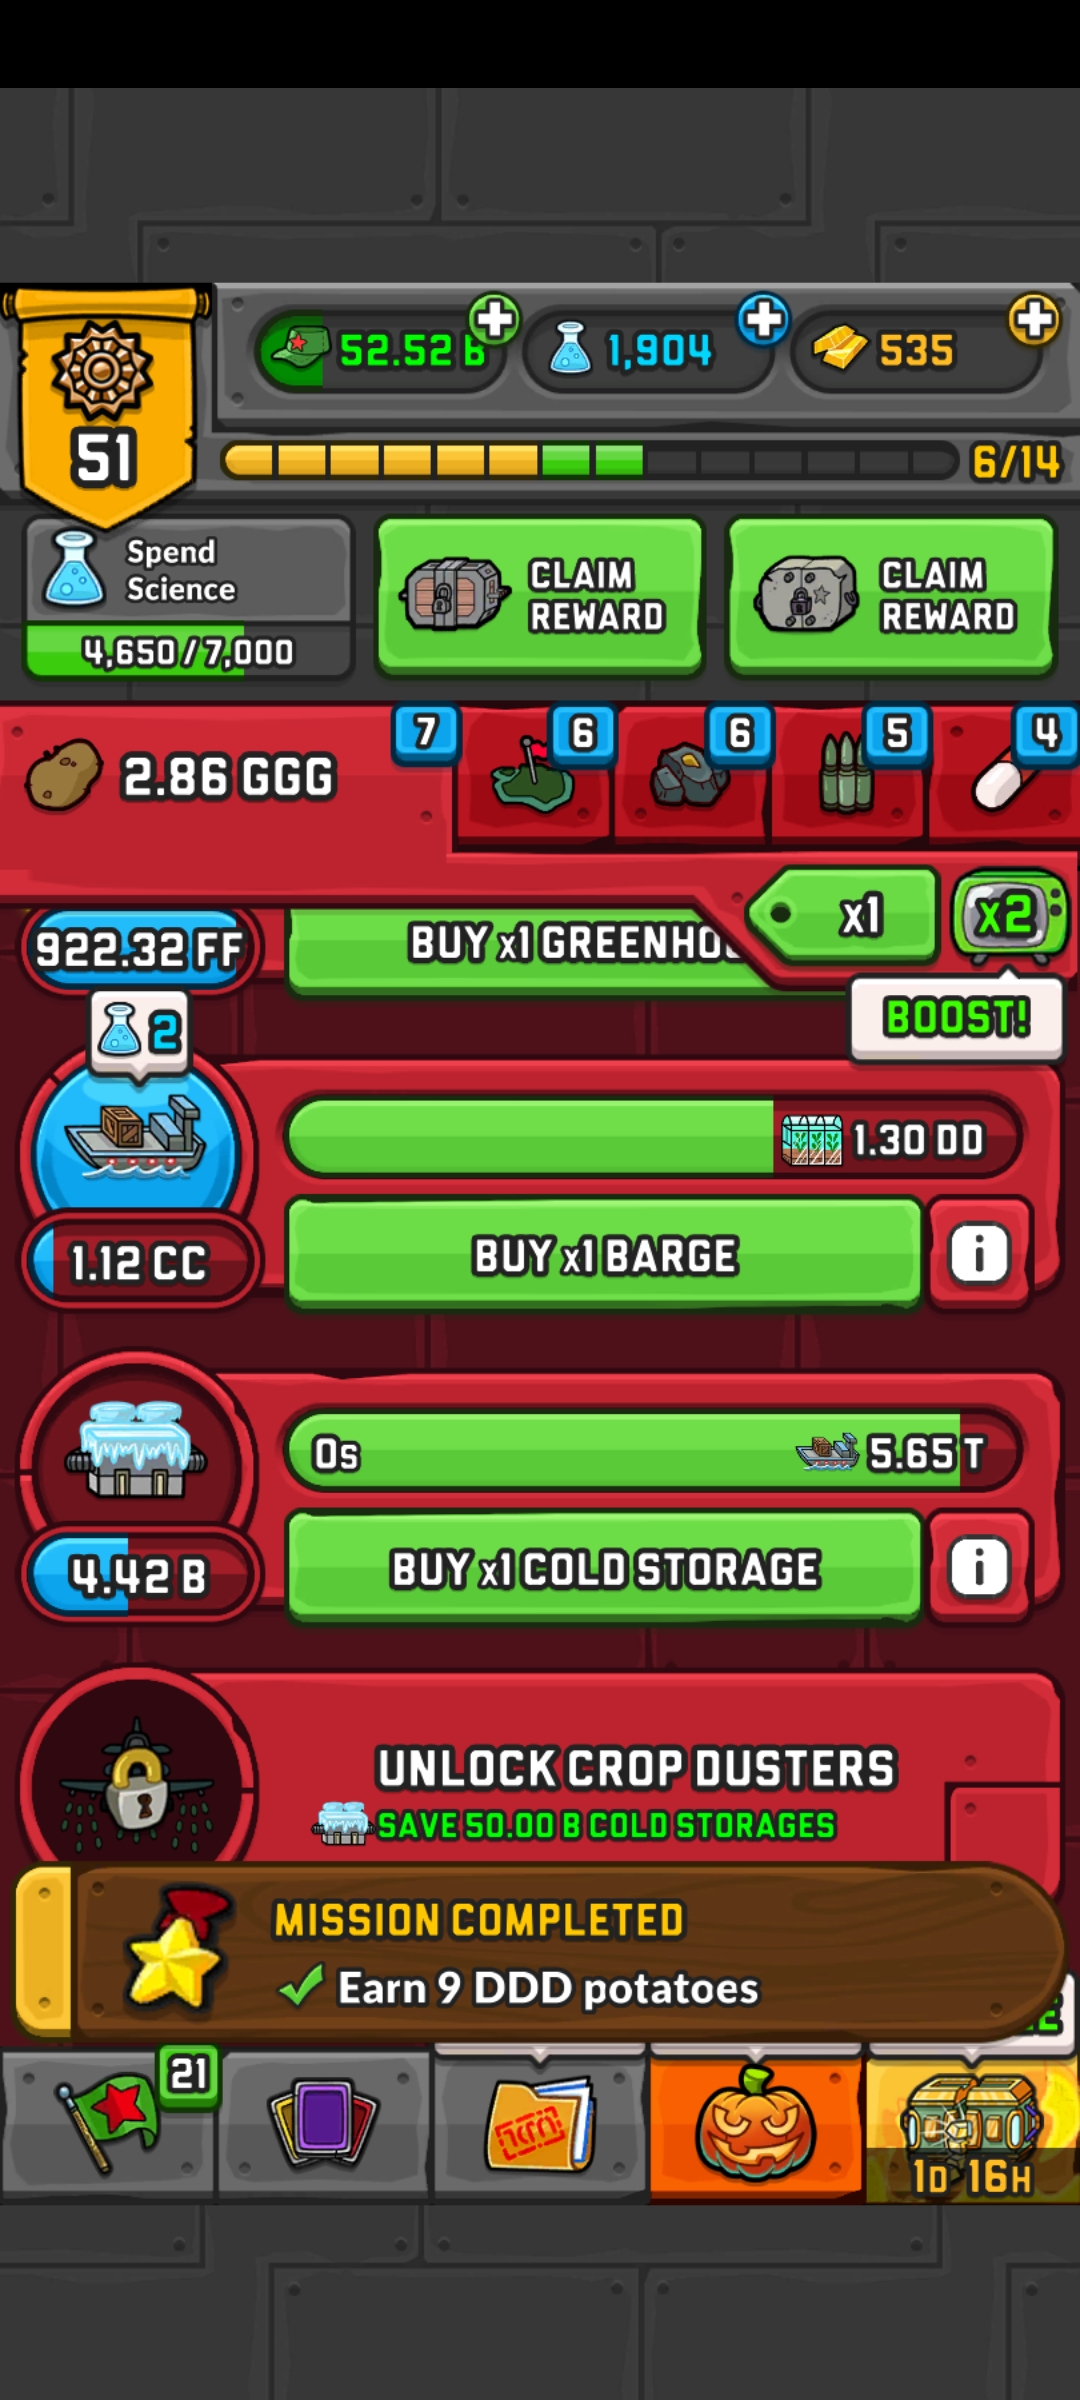 52.52 B
1,904
535
51
6/14
Spend
Science
4,650/7,000
CLAIM
REWARD
CLAIM
REWARD
2.86 GGG
7
6
6
5
4
x1
x2
BOOST!
922.32 FF
BUY x1 GREENHO
2
1.30 DD
1.12 CC
BUY x1 BARGE
i
0s
5.65 T
4.42 B
BUY x1 COLD STORAGE
i
UNLOCK CROP DUSTERS
SAVE 50.00 B COLD STORAGES
MISSION COMPLETED
Earn 9 DDD potatoes
21
1D 16H